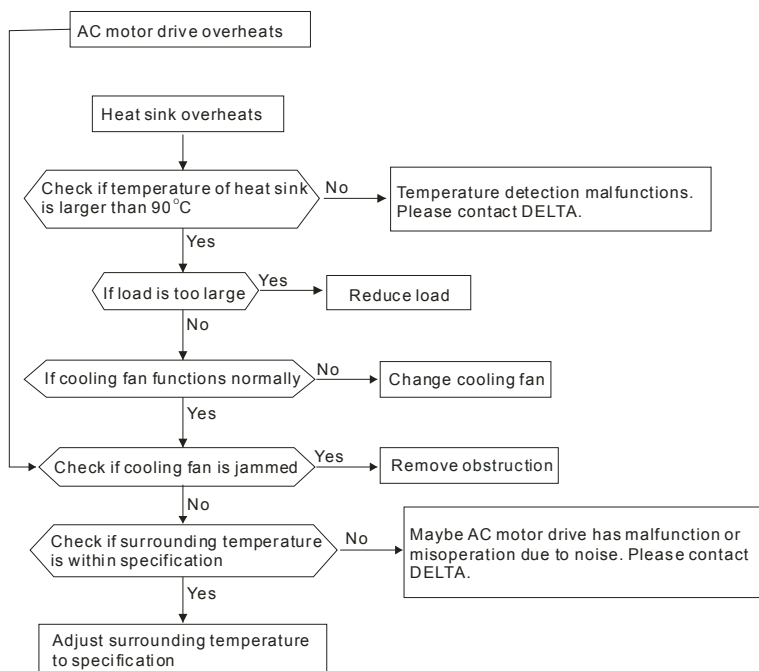 AC motor drive overheats
Heat sink overheats
Check if temperature of heat sink
is larger than 90°C
No
Temperature detection malfunctions.
Please contact DELTA.
Yes
If load is too large
Yes
Reduce load
No
If cooling fan functions normally
No
Change cooling fan
Yes
Check if cooling fan is jammed
Yes
Remove obstruction
No
Check if surrounding temperature
is within specification
No
Maybe AC motor drive has malfunction or
misoperation due to noise. Please contact
DELTA.
Yes
Adjust surrounding temperature
to specification